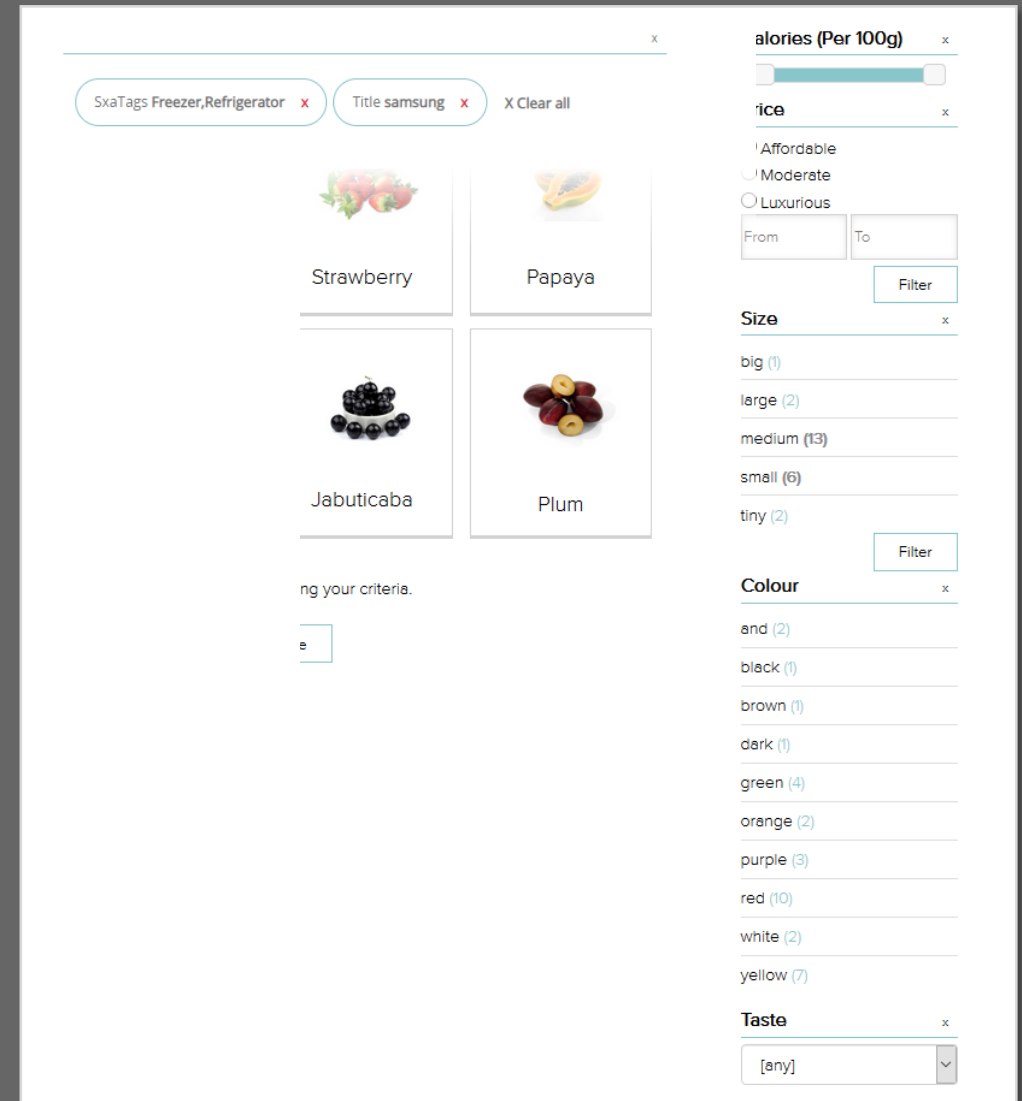 x
SxaTags Freezer,Refrigerator x
Title samsung x
X Clear all
Strawberry
Papaya
Jabuticaba
Plum
ng your criteria.
e
alories (Per 100g) x
rice x
Affordable
Moderate
Luxurious
From
To
Filter
Size x
big (1)
large (2)
medium (13)
small (6)
tiny (2)
Filter
Colour x
and (2)
black (1)
brown (1)
dark (1)
green (4)
orange (2)
purple (3)
red (10)
white (2)
yellow (7)
Taste x
[any]